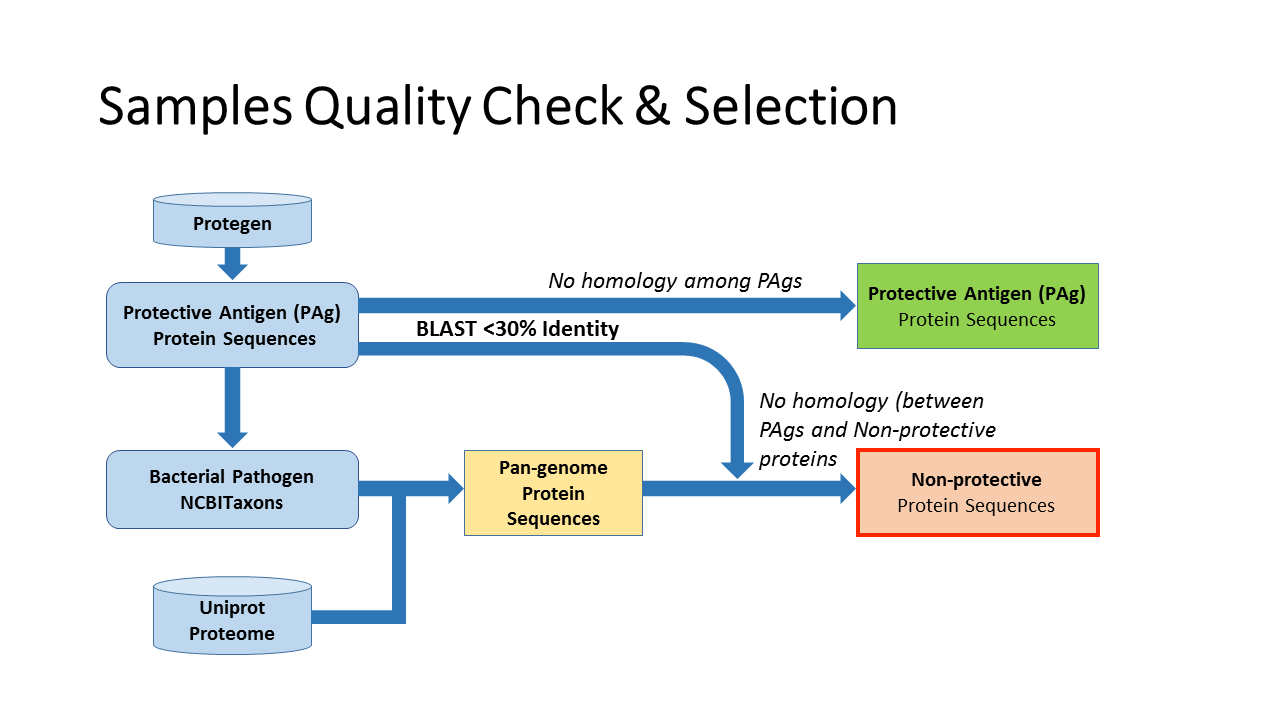 Samples Quality Check & Selection
Protegen
Protective Antigen (PAg)
Protein Sequences
No homology among PAgs
BLAST <30% Identity
Protective Antigen (PAg)
Protein Sequences
No homology (between
PAgs and Non-protective
proteins
Bacterial Pathogen
NCBITaxons
Pan-genome
Protein
Sequences
Non-protective
Protein Sequences
Uniprot
Proteome